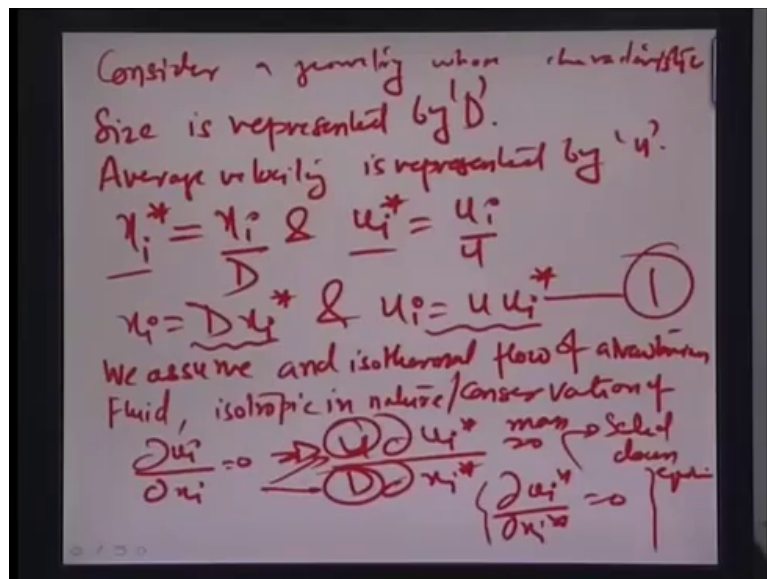 Consider a geometry whose characteristic
Size is represented by 'D'.
Average velocity is represented by 'u'.
xi* = xi/D & ui* = ui/u
xi = D xi* & ui = u ui* — (1)
We assume and isothermal flow of a Newtonian
Fluid, isotropic in nature/Conservation of
mass
∂ui/∂xi = 0 ⇒ u ∂ui*/D ∂xi* = 0 → Scaled down
{∂ui*/∂xi* = 0